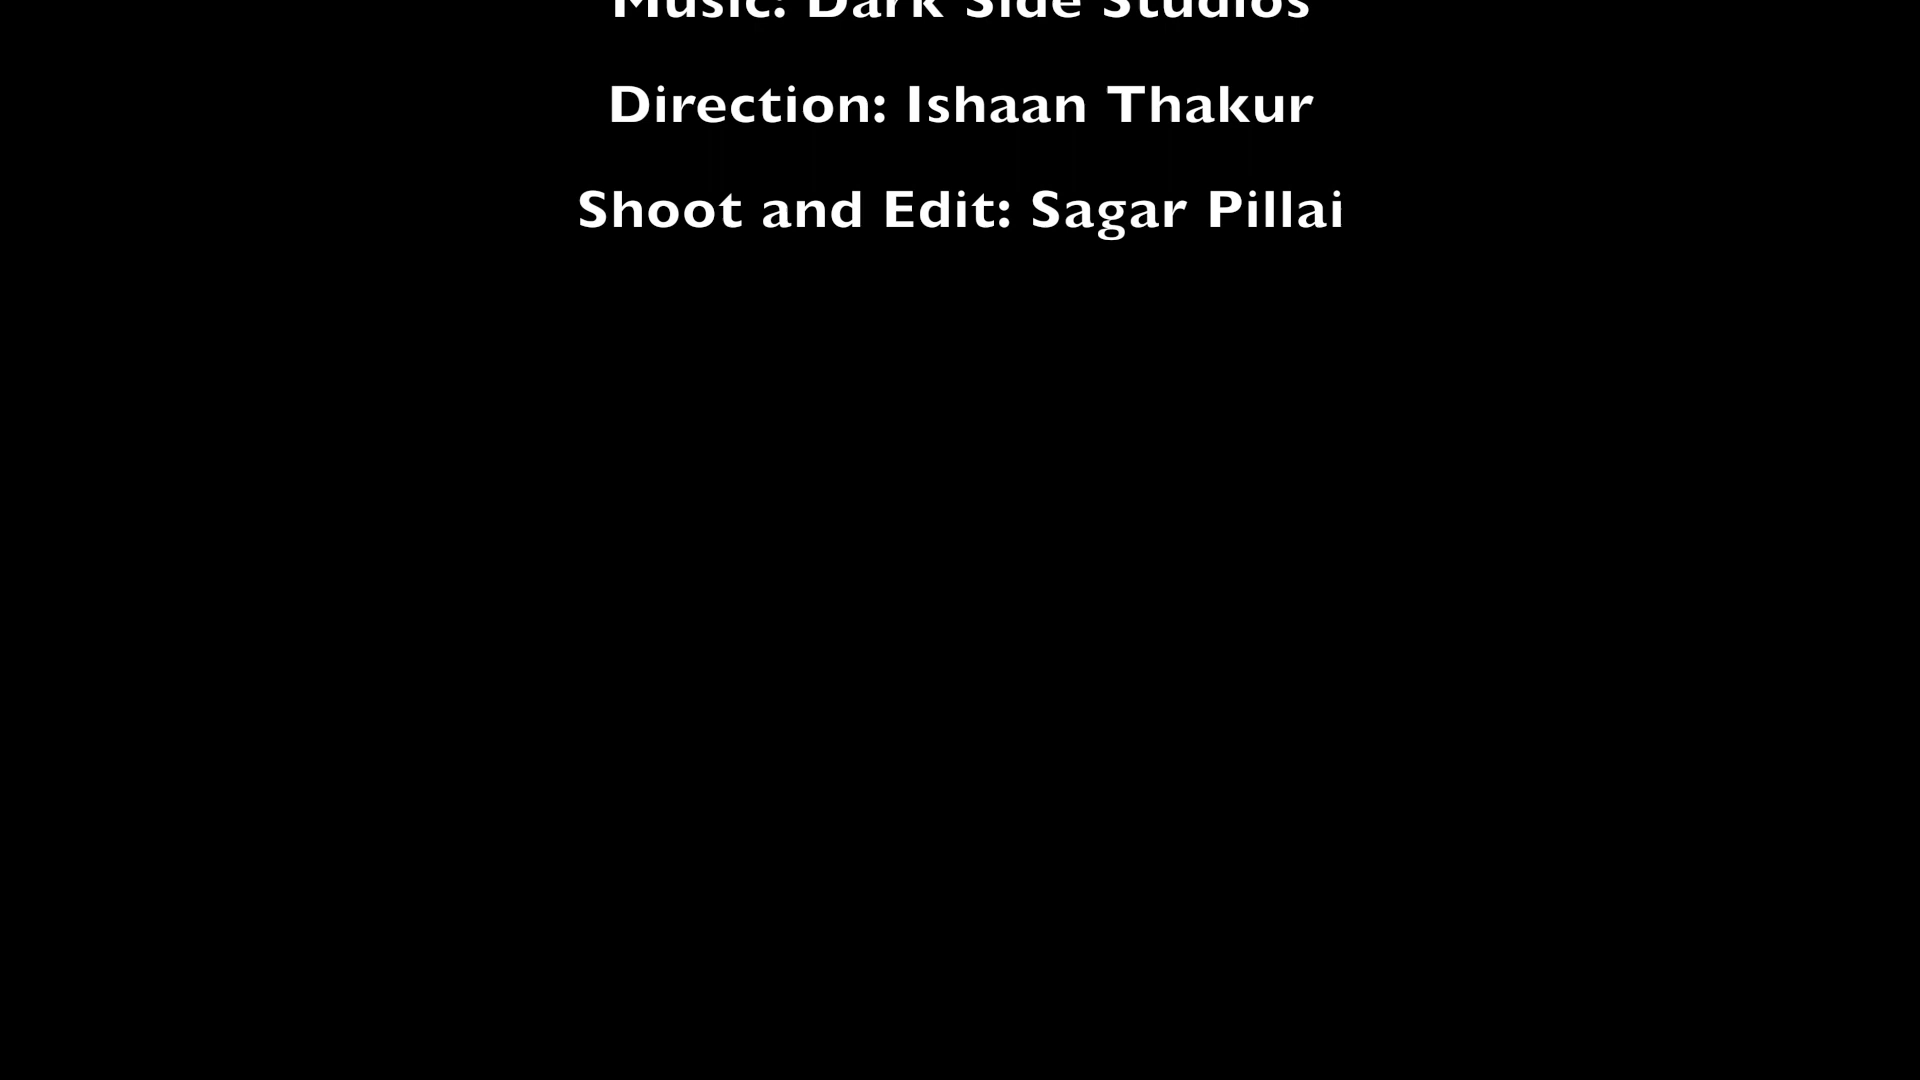 Music: Dark Side Studios
Direction: Ishaan Thakur
Shoot and Edit: Sagar Pillai